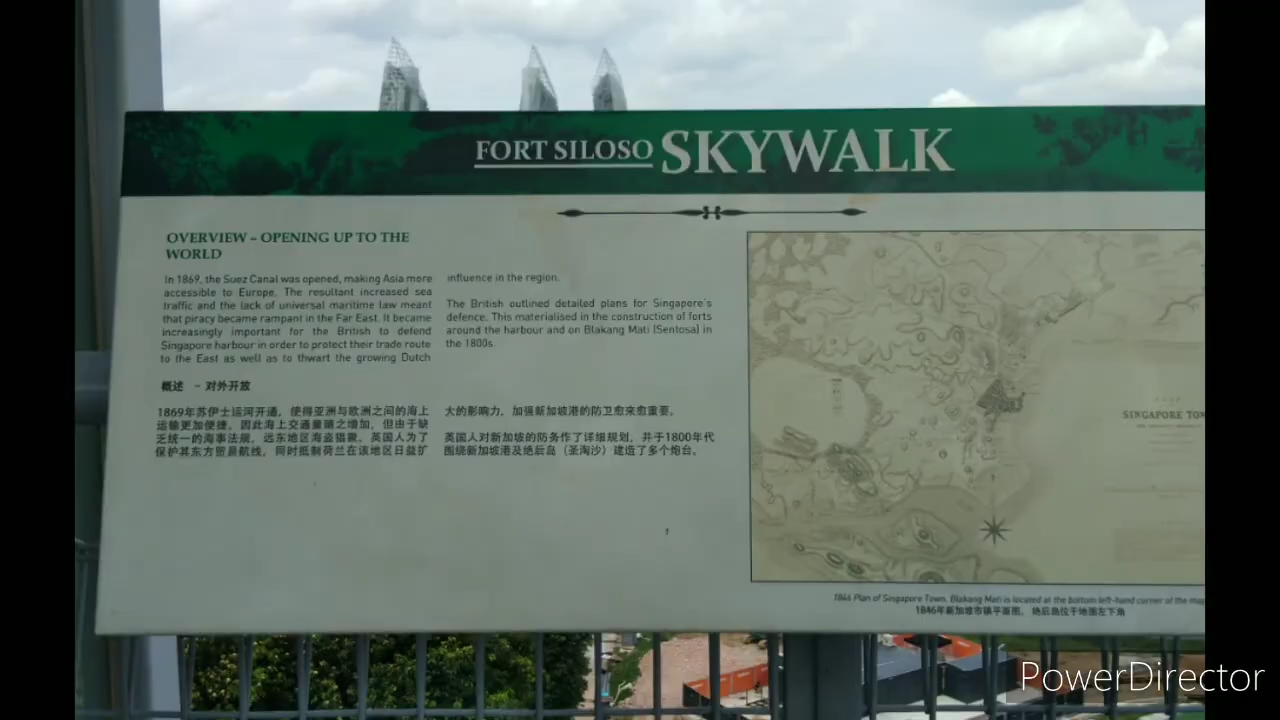 FORT SILOSO SKYWALK
OVERVIEW – OPENING UP TO THE
WORLD
In 1869, the Suez Canal was opened, making Asia more
accessible to Europe. The resultant increased sea
traffic and the lack of universal maritime law meant
that piracy became rampant in the Far East. It became
increasingly important for the British to defend
Singapore harbour in order to protect their trade route
to the East as well as to thwart the growing Dutch
influence in the region.
The British outlined detailed plans for Singapore's
defence. This materialised in the construction of forts
around the harbour and on Blakang Mati (Sentosa) in
the 1800s.
概述 – 对外开放
1869年苏伊士运河开通，使得亚洲与欧洲之间的海上
运输更加便捷。因此海上交通量随之增加，但由于缺
乏统一的海事法规，远东地区海盗猖獗。英国人为了
保护其东方贸易航线，同时抵制荷兰在该地区日益扩
大的影响力，加强新加坡港的防卫愈来愈重要。
英国人对新加坡的防务作了详细规划，并于1800年代
围绕新加坡港及绝后岛（圣淘沙）建造了多个炮台。
SINGAPORE TOW
1846 Plan of Singapore Town. Blakang Mati is located at the bottom left-hand corner of the map
1846年新加坡市镇平面图， 绝后岛位于地图左下角
PowerDirector